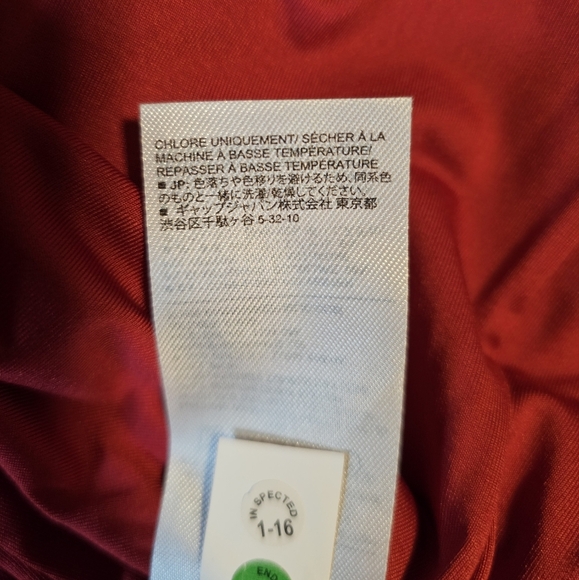 CHLORE UNIQUEMENT/ SÉCHER À LA
MACHINE À BASSE TEMPÉRATURE/
REPASSER À BASSE TEMPÉRATURE
■ JP: 色落ちや色移りを避けるため、同系色
のものと一緒に洗濯/乾燥してください。
■ ギャップジャパン株式会社 東京都
渋谷区千駄ヶ谷 5-32-10
INSPECTED
1-16
END